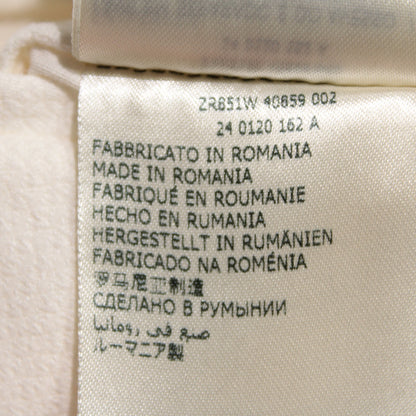 ZR851W 40859 002
24 0120 162 A
FABBRICATO IN ROMANIA
MADE IN ROMANIA
FABRIQUÉ EN ROUMANIE
HECHO EN RUMANIA
HERGESTELLT IN RUMÄNIEN
FABRICADO NA ROMÉNIA
罗马尼亚制造
СДЕЛАНО В РУМЫНИИ
صنع في رومانيا
ルーマニア製